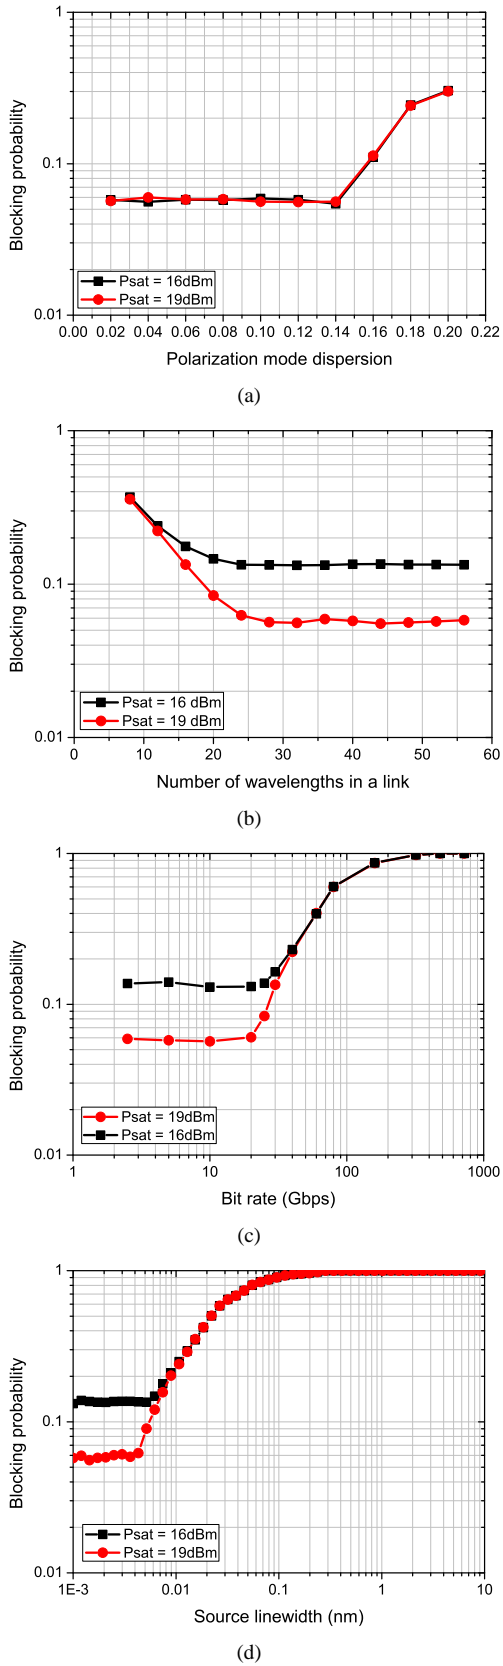 1
0.1
0.01
Blocking probability
Psat = 16dBm
Psat = 19dBm
0.00 0.02 0.04 0.06 0.08 0.10 0.12 0.14 0.16 0.18 0.20 0.22
Polarization mode dispersion
(a)
1
0.1
0.01
Blocking probability
Psat = 16 dBm
Psat = 19 dBm
0 10 20 30 40 50 60
Number of wavelengths in a link
(b)
1
0.1
0.01
Blocking probability
Psat = 19dBm
Psat = 16dBm
1 10 100 1000
Bit rate (Gbps)
(c)
1
0.1
0.01
Blocking probability
Psat = 16dBm
Psat = 19dBm
1E-3 0.01 0.1 1 10
Source linewidth (nm)
(d)